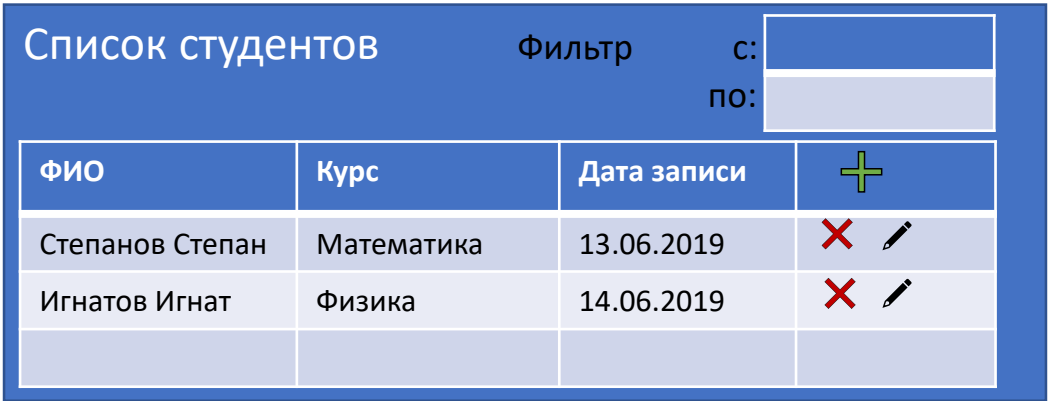 Список студентов Фильтр с:
по:
ФИО Курс Дата записи
Степанов Степан Математика 13.06.2019
Игнатов Игнат Физика 14.06.2019